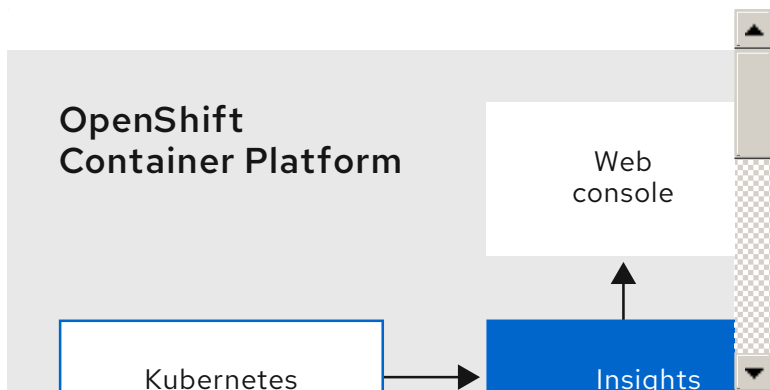 OpenShift
Container Platform
Web
console
Kubernetes
Insights